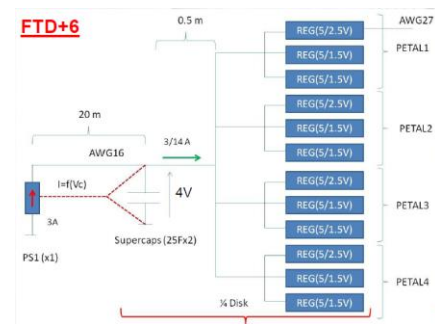 FTD+6
0.5 m
AWG27
REG(5/2.5V)
REG(5/1.5V)
REG(5/1.5V)
PETAL1
20 m
AWG16
3/14 A
REG(5/2.5V)
REG(5/1.5V)
REG(5/1.5V)
PETAL2
I=f(Vc)
4V
3A
PS1 (x1)
Supercaps (25Fx2)
REG(5/2.5V)
REG(5/1.5V)
REG(5/1.5V)
PETAL3
REG(5/2.5V)
REG(5/1.5V)
REG(5/1.5V)
PETAL4
¼ Disk